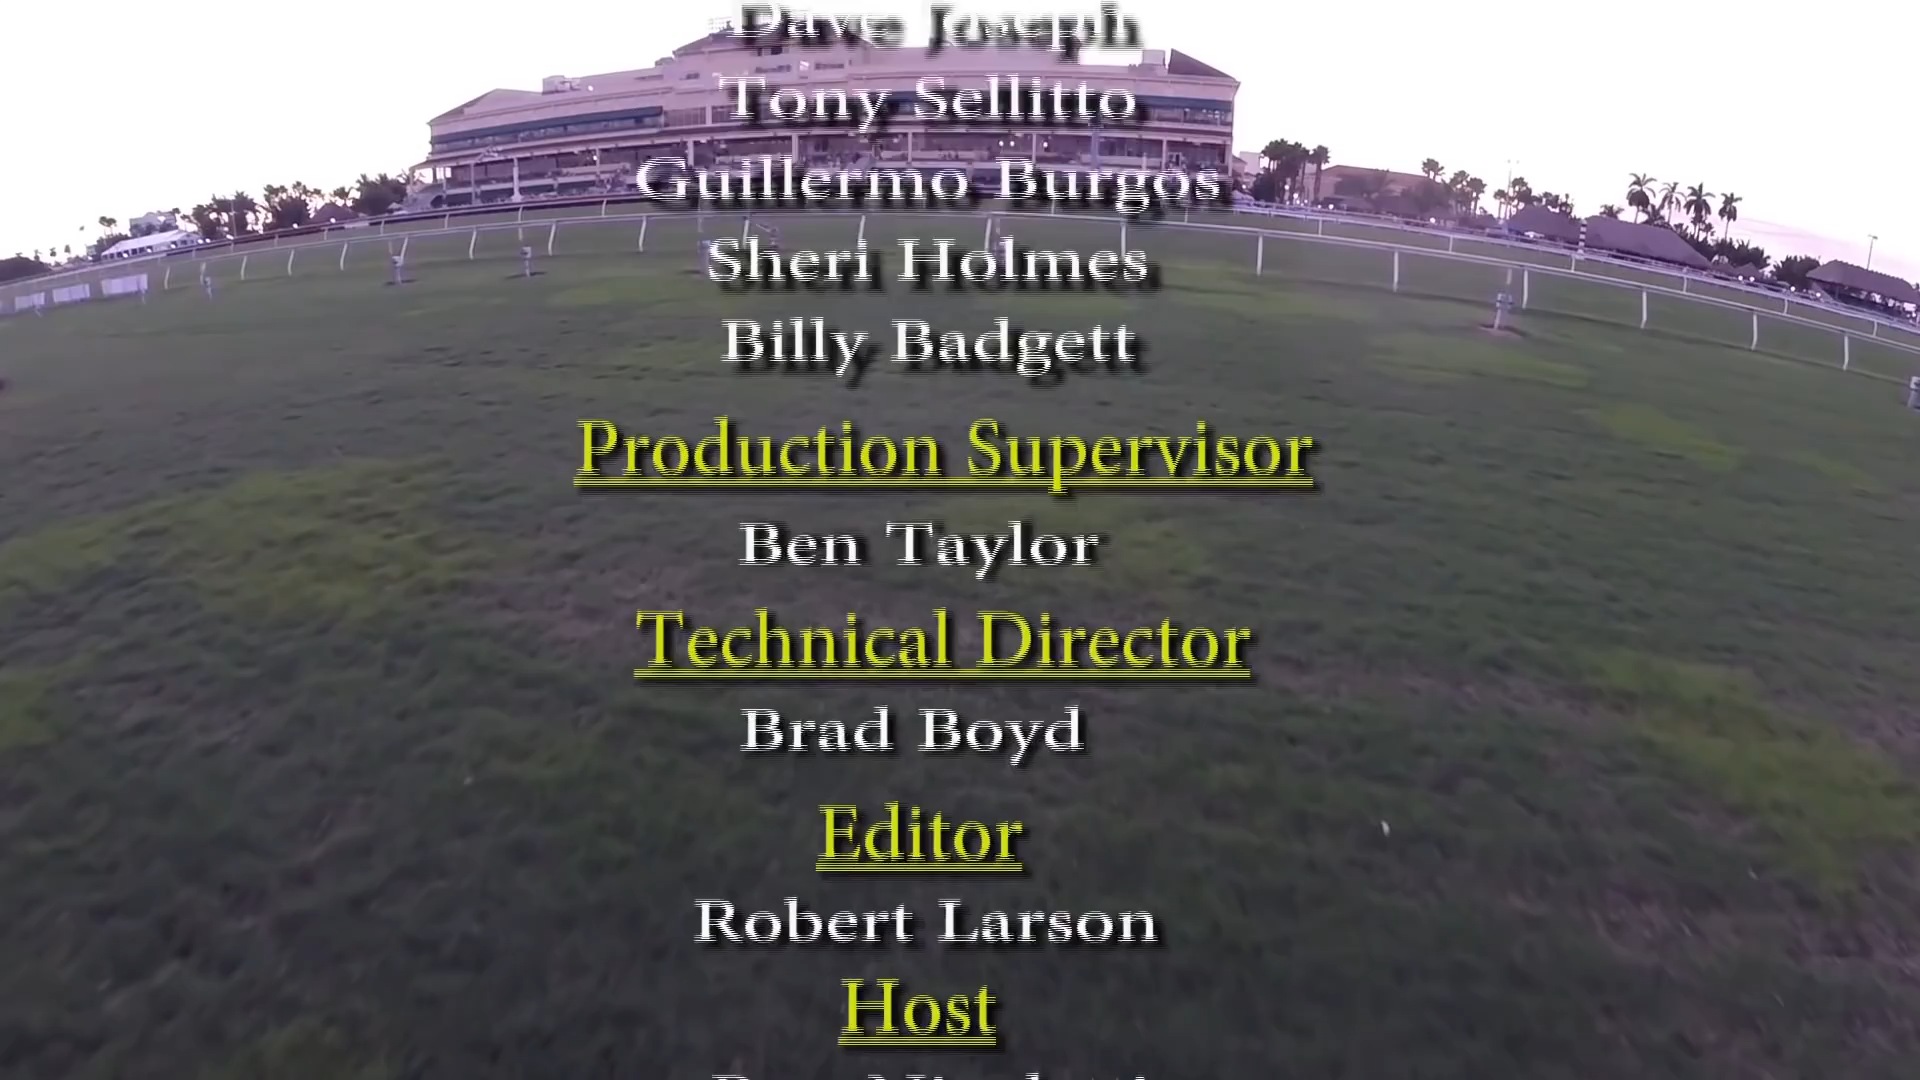 Dave Joseph
Tony Sellitto
Guillermo Burgos
Sheri Holmes
Billy Badgett
Production Supervisor
Ben Taylor
Technical Director
Brad Boyd
Editor
Robert Larson
Host